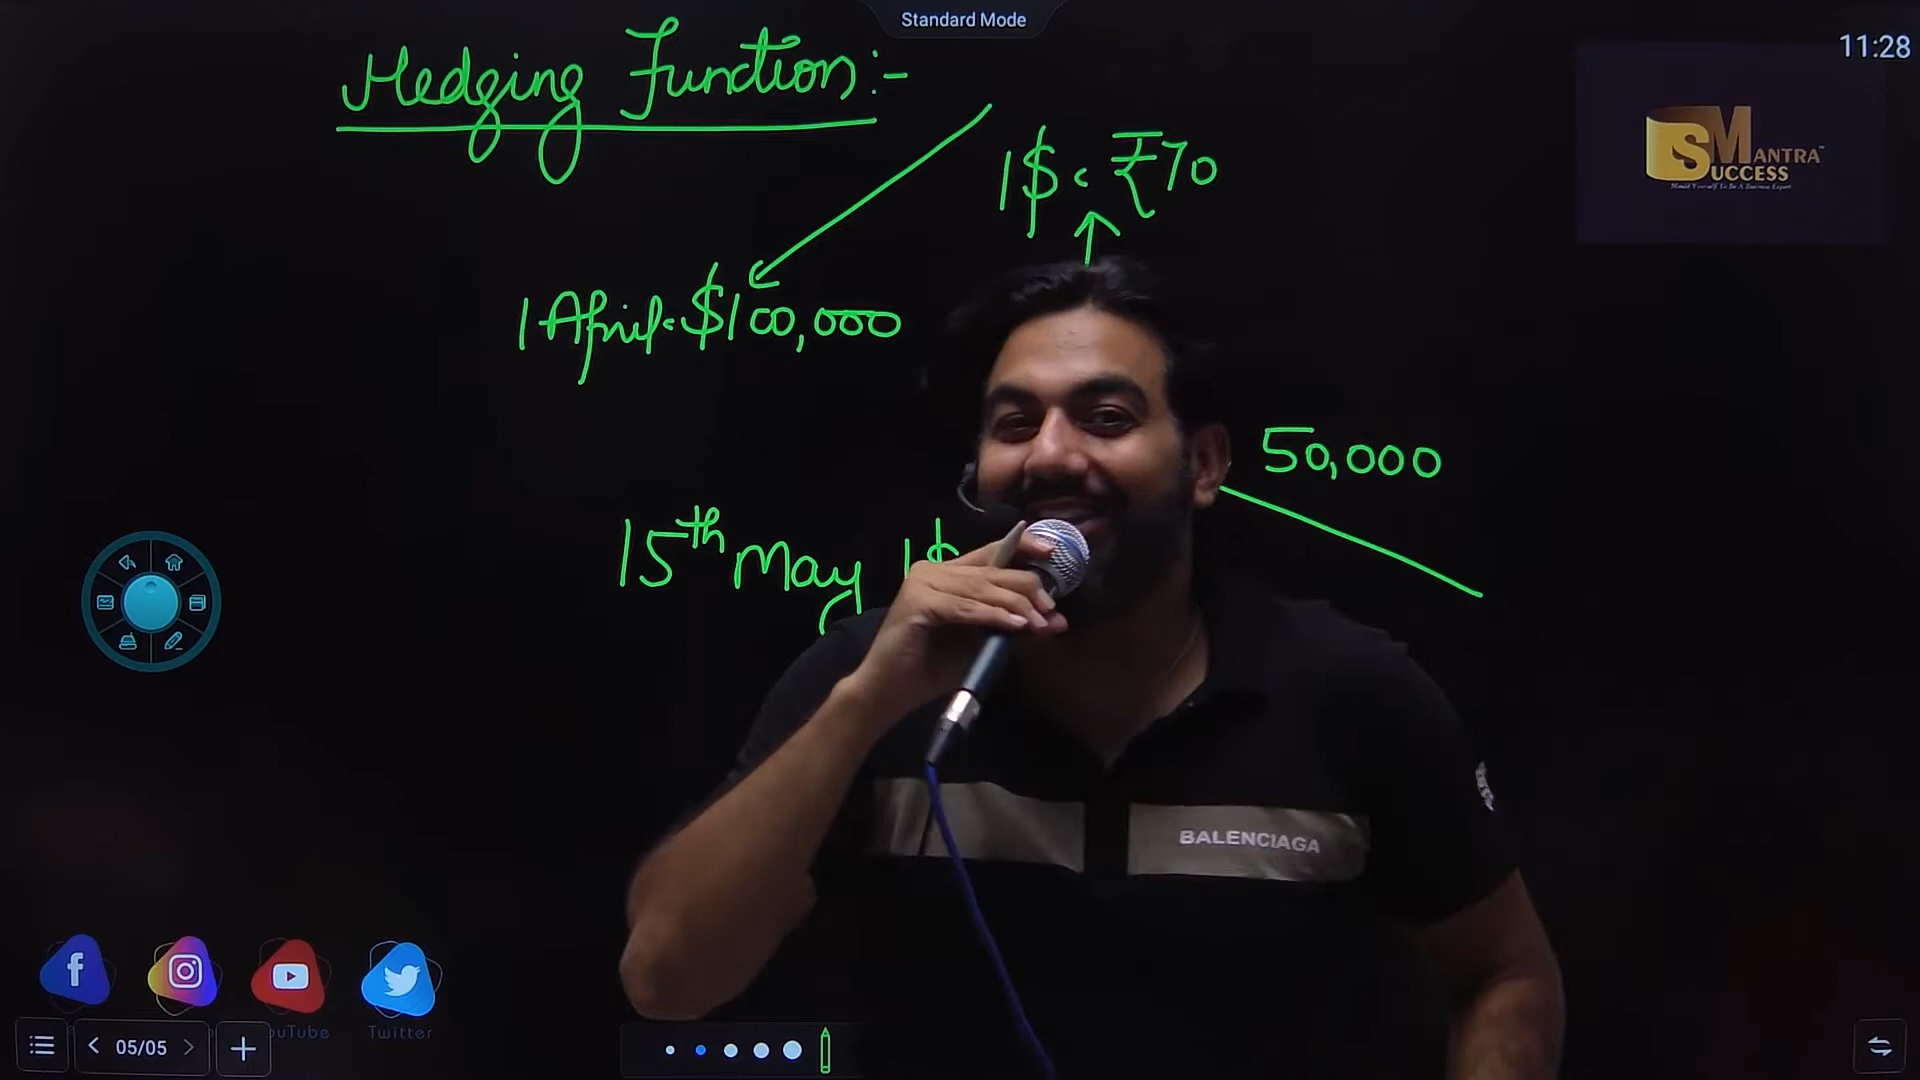 Standard Mode
11:28
Hedging Function:-
1$ = ₹70
MANTRA
SUCCESS
1 April = $100,000
50,000
15th May 1$
BALENCIAGA
YouTube
Twitter
05/05